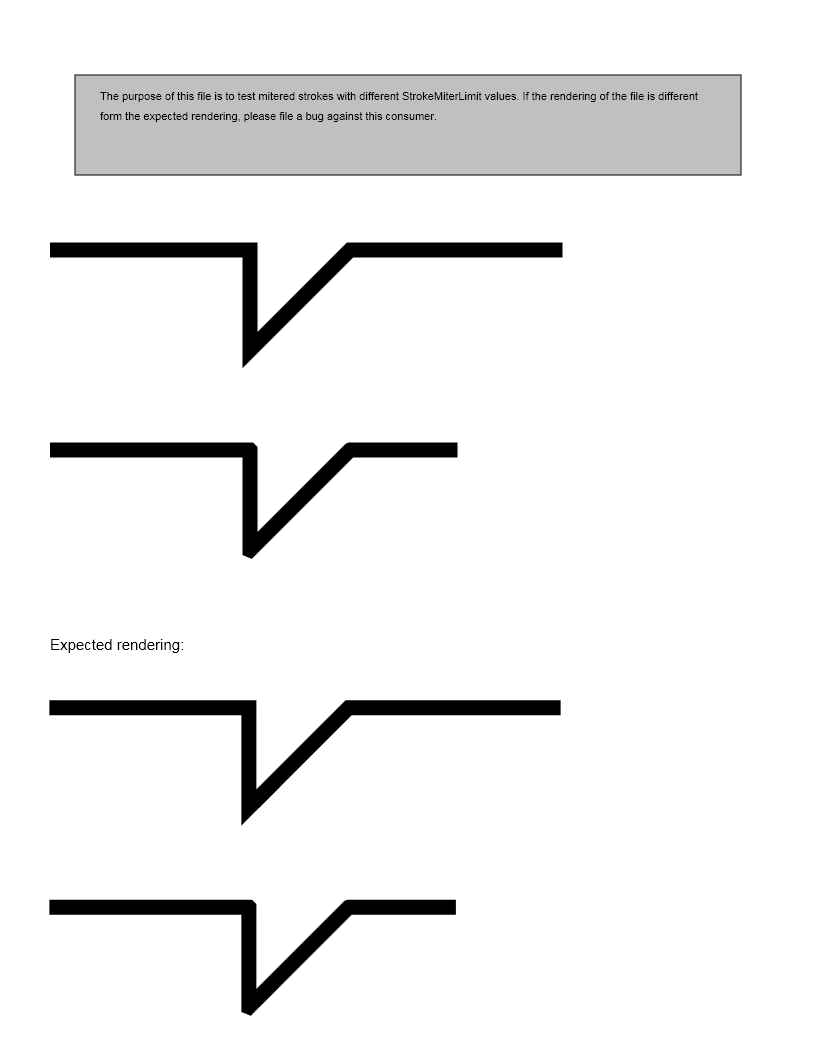 The purpose of this file is to test mitered strokes with different StrokeMiterLimit values. If the rendering of the file is different
form the expected rendering, please file a bug against this consumer.
Expected rendering: